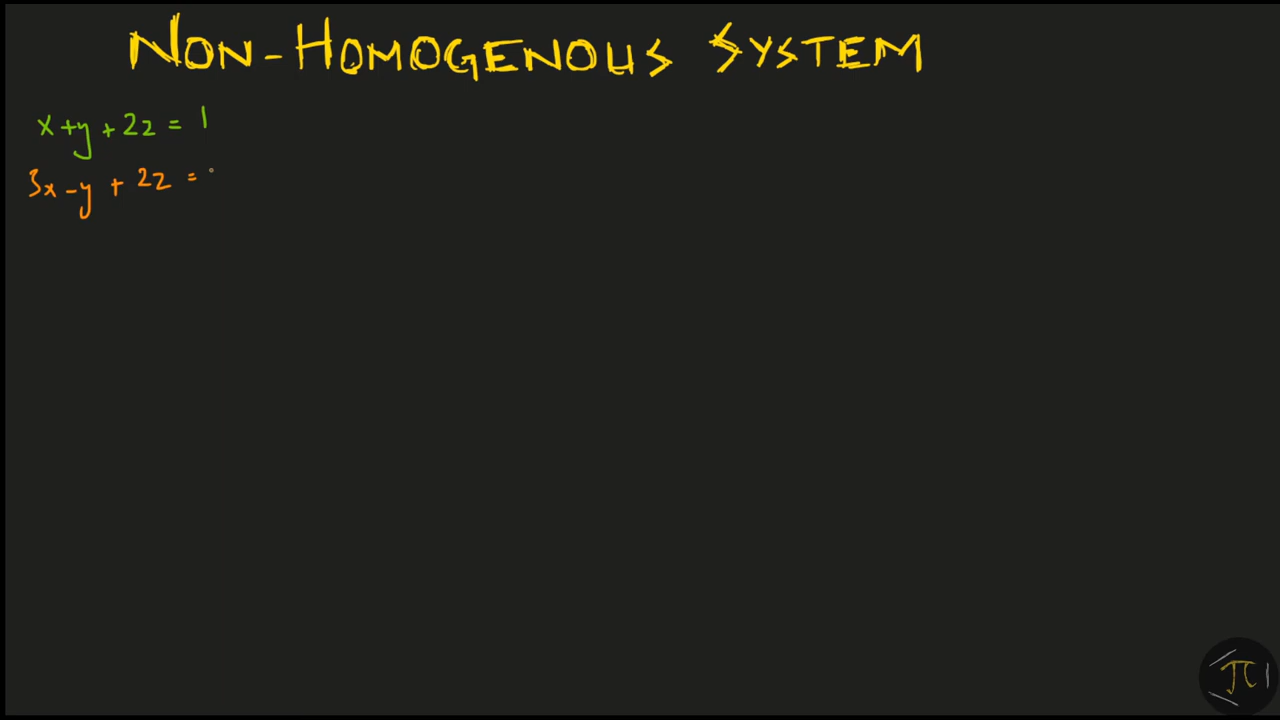 NON-HOMOGENOUS SYSTEM
x+y+2z = 1
3x-y+2z =
π